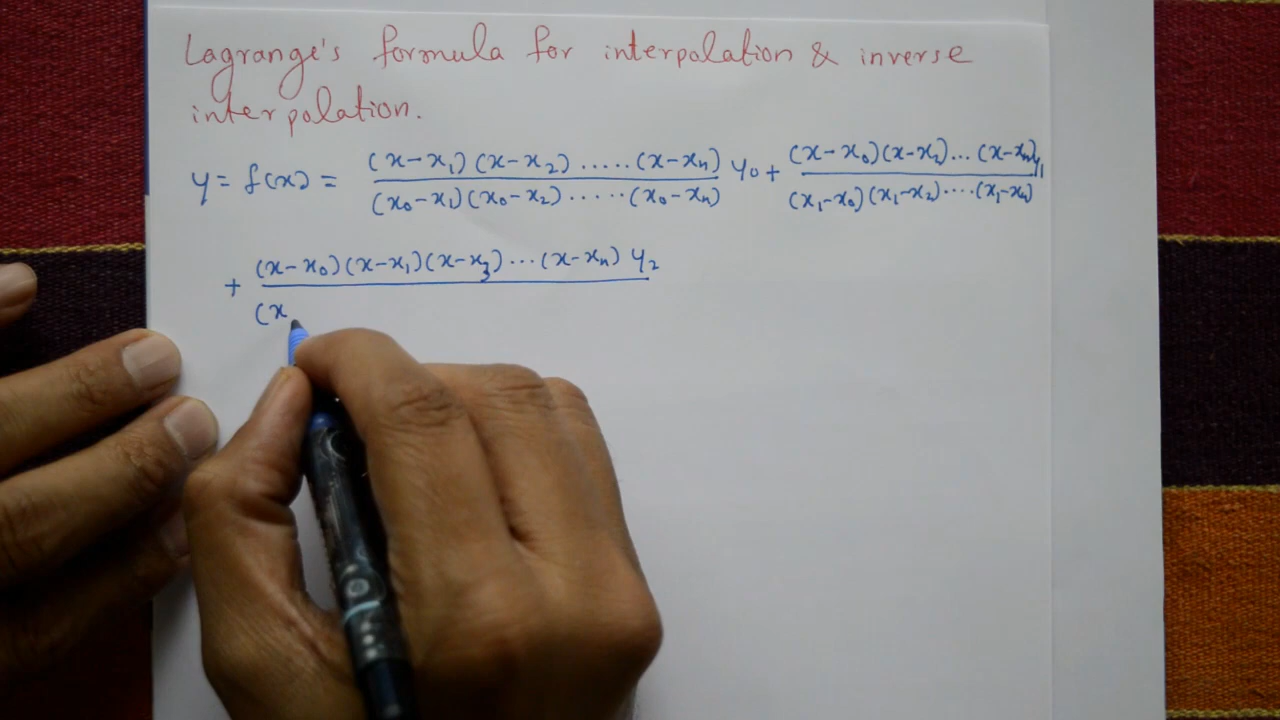 Lagrange's formula for interpolation & inverse
interpolation.
y = f(x) = (x-x₁)(x-x₂).....(x-xₙ) / (x₀-x₁)(x₀-x₂).....(x₀-xₙ) y₀ + (x-x₀)(x-x₂)...(x-xₙ)y₁ / (x₁-x₀)(x₁-x₂)....(x₁-xₙ)
+ (x-x₀)(x-x₁)(x-x₃)...(x-xₙ) y₂ / (x